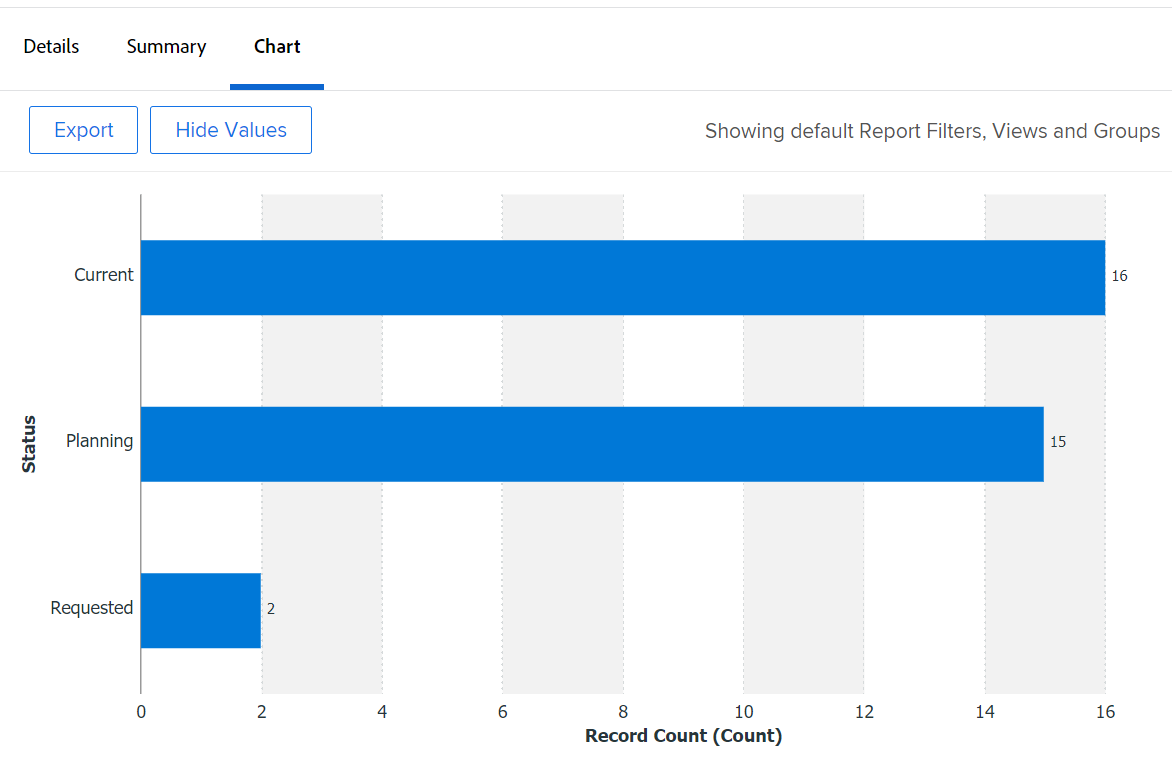 Details Summary Chart
Export Hide Values Showing default Report Filters, Views and Groups
Current 16
Status
Planning 15
Requested 2
0 2 4 6 8 10 12 14 16
Record Count (Count)